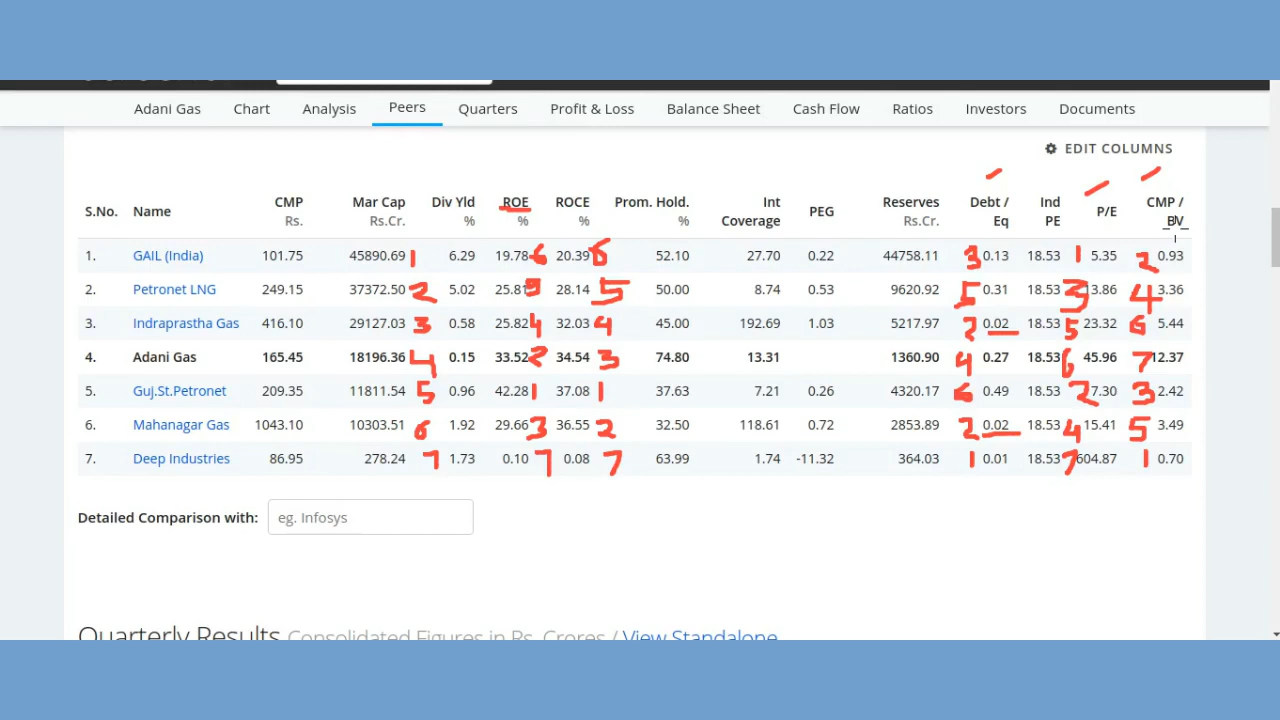 Adani Gas Chart Analysis Peers Quarters Profit & Loss Balance Sheet Cash Flow Ratios Investors Documents
EDIT COLUMNS
S.No. Name CMP Rs. Mar Cap Rs.Cr. Div Yld % ROE % ROCE % Prom. Hold. % Int Coverage PEG Reserves Rs.Cr. Debt / Eq Ind PE P/E CMP / BV
1. GAIL (India) 101.75 45890.69 1 6.29 19.78 6 20.39 6 52.10 27.70 0.22 44758.11 3 0.13 18.53 1 5.35 2 0.93
2. Petronet LNG 249.15 37372.50 2 5.02 25.81 5 28.14 5 50.00 8.74 0.53 9620.92 5 0.31 18.53 3 13.86 4 3.36
3. Indraprastha Gas 416.10 29127.03 3 0.58 25.82 4 32.03 4 45.00 192.69 1.03 5217.97 2 0.02 18.53 5 23.32 6 5.44
4. Adani Gas 165.45 18196.36 4 0.15 33.52 2 34.54 3 74.80 13.31 1360.90 4 0.27 18.53 6 45.96 7 12.37
5. Guj.St.Petronet 209.35 11811.54 5 0.96 42.28 1 37.08 1 37.63 7.21 0.26 4320.17 6 0.49 18.53 2 7.30 3 2.42
6. Mahanagar Gas 1043.10 10303.51 6 1.92 29.66 3 36.55 2 32.50 118.61 0.72 2853.89 2 0.02 18.53 4 15.41 5 3.49
7. Deep Industries 86.95 278.24 7 1.73 0.10 7 0.08 7 63.99 1.74 -11.32 364.03 1 0.01 18.53 7 604.87 1 0.70
Detailed Comparison with: eg. Infosys
Quarterly Results Consolidated Figures in Rs. Crores / View Standalone